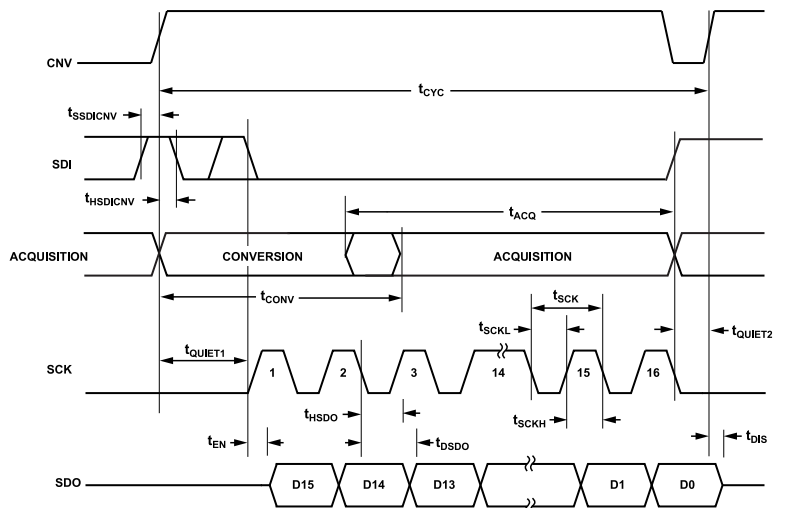 CNV
tCYC
tSSDICNV
SDI
tHSDICNV
tACQ
ACQUISITION CONVERSION ACQUISITION
tCONV
tSCK
tSCKL
tQUIET1
tQUIET2
SCK
1 2 3 14 15 16
tHSDO
tSCKH
tEN
tDSDO
tDIS
SDO
D15 D14 D13 D1 D0